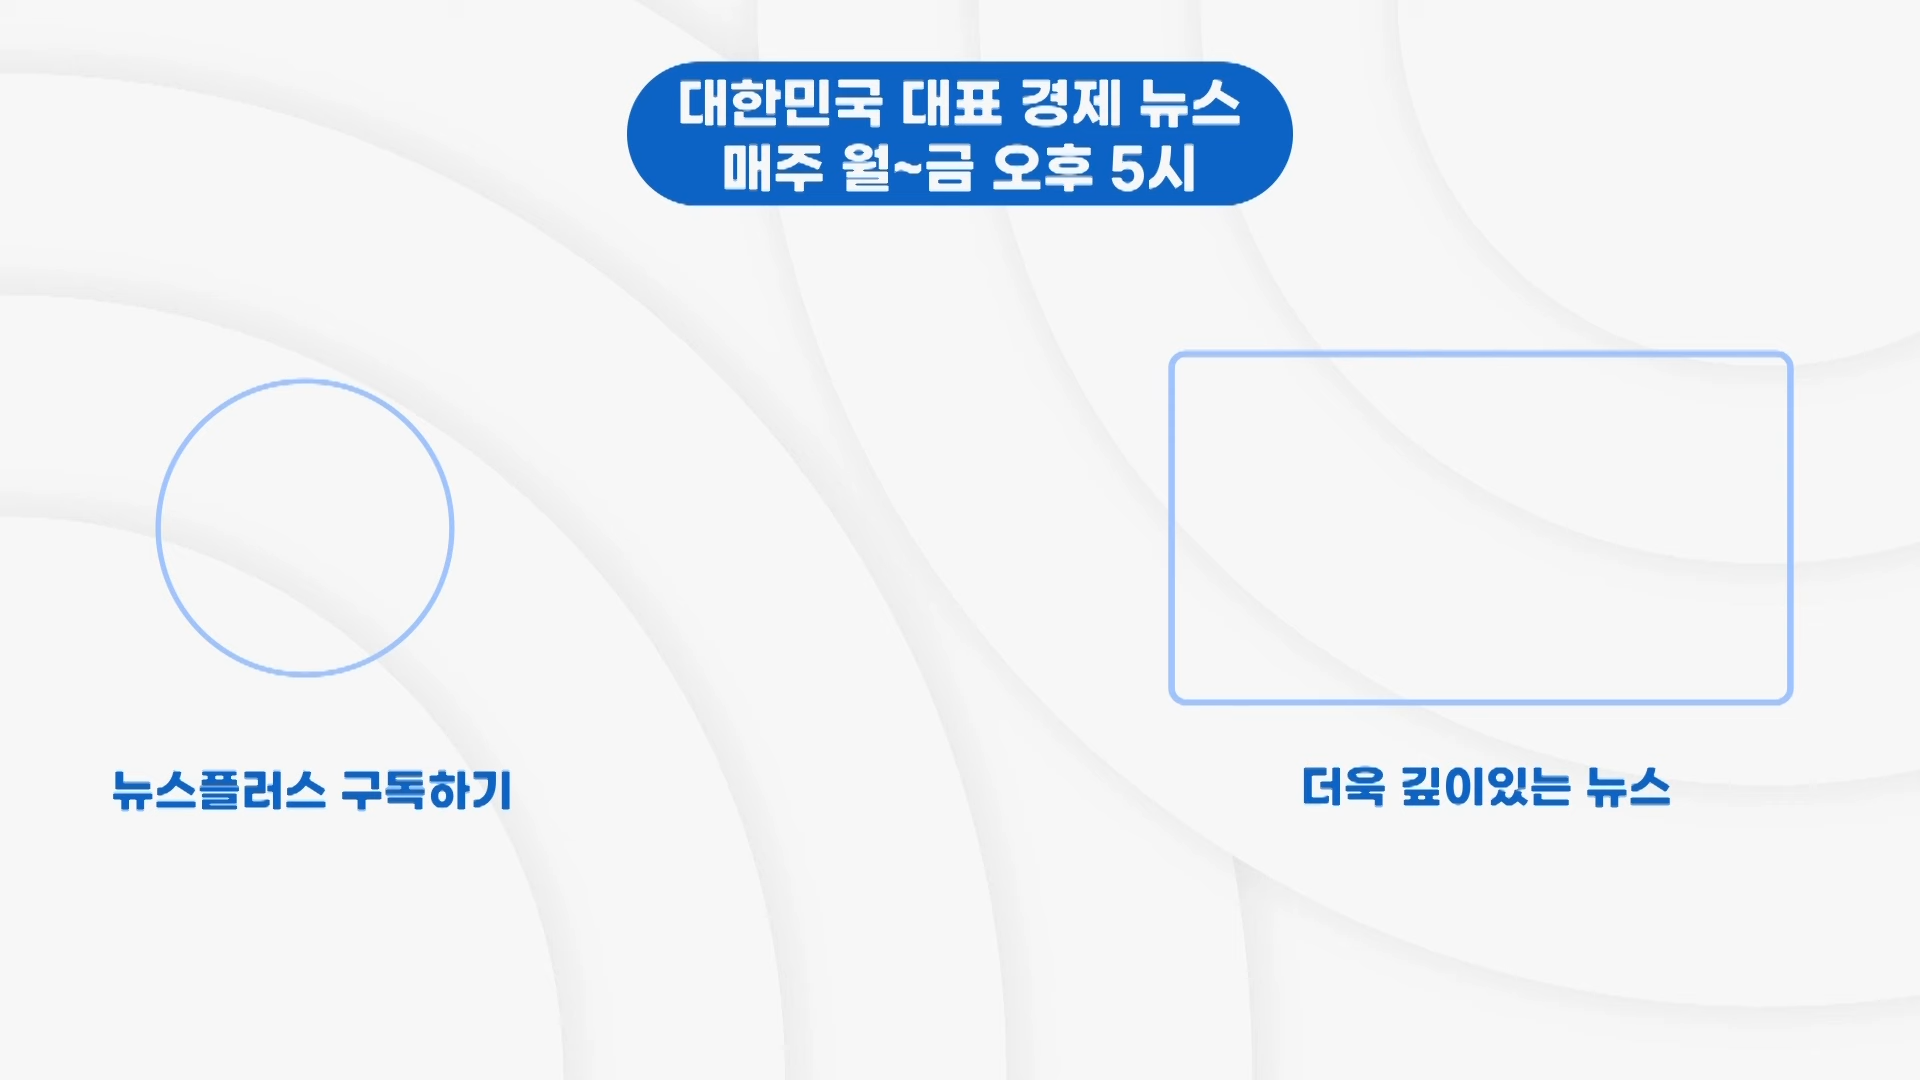 대한민국 대표 경제 뉴스
매주 월~금 오후 5시
뉴스플러스 구독하기
더욱 깊이있는 뉴스